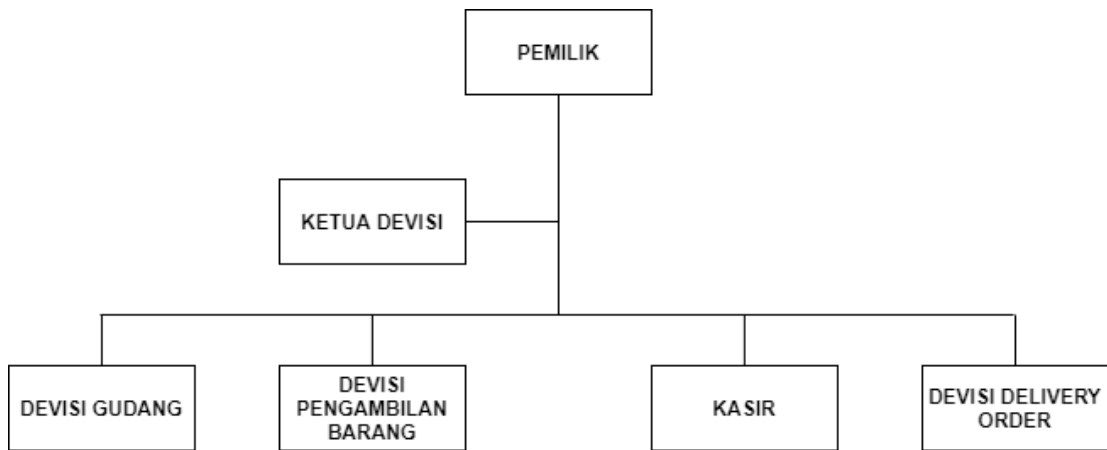 PEMILIK
KETUA DEVISI
DEVISI GUDANG
DEVISI
PENGAMBILAN
BARANG
KASIR
DEVISI DELIVERY
ORDER